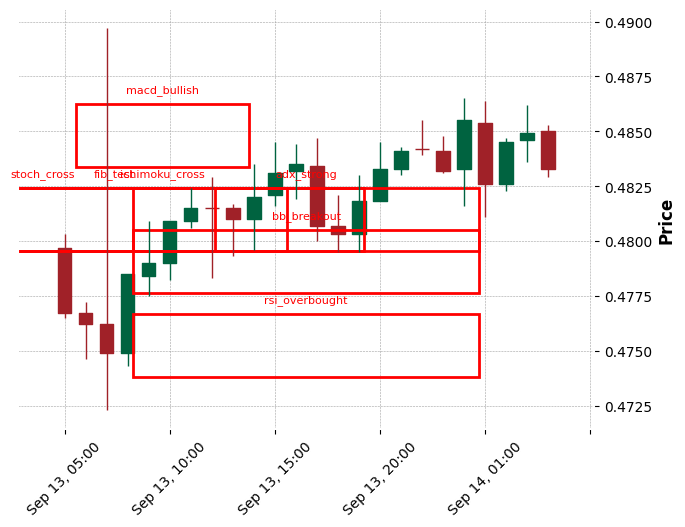 0.4900
0.4875
macd_bullish
0.4850
stoch_cross fib_test ichimoku_cross adx_strong
0.4825
bb_breakout
0.4800
Price
0.4775
rsi_overbought
0.4750
0.4725
Sep 13, 05:00 Sep 13, 10:00 Sep 13, 15:00 Sep 13, 20:00 Sep 14, 01:00